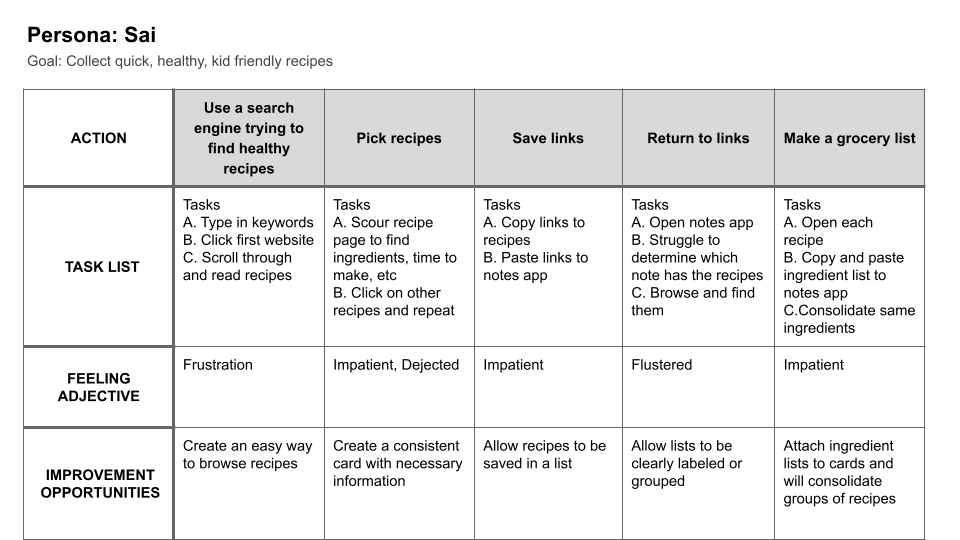 Persona: Sai
Goal: Collect quick, healthy, kid friendly recipes
ACTION
Use a search
engine trying to
find healthy
recipes
Pick recipes
Save links
Return to links
Make a grocery list
TASK LIST
Tasks
A. Type in keywords
B. Click first website
C. Scroll through
and read recipes
Tasks
A. Scour recipe
page to find
ingredients, time to
make, etc
B. Click on other
recipes and repeat
Tasks
A. Copy links to
recipes
B. Paste links to
notes app
Tasks
A. Open notes app
B. Struggle to
determine which
note has the recipes
C. Browse and find
them
Tasks
A. Open each
recipe
B. Copy and paste
ingredient list to
notes app
C.Consolidate same
ingredients
FEELING
ADJECTIVE
Frustration
Impatient, Dejected
Impatient
Flustered
Impatient
IMPROVEMENT
OPPORTUNITIES
Create an easy way
to browse recipes
Create a consistent
card with necessary
information
Allow recipes to be
saved in a list
Allow lists to be
clearly labeled or
grouped
Attach ingredient
lists to cards and
will consolidate
groups of recipes